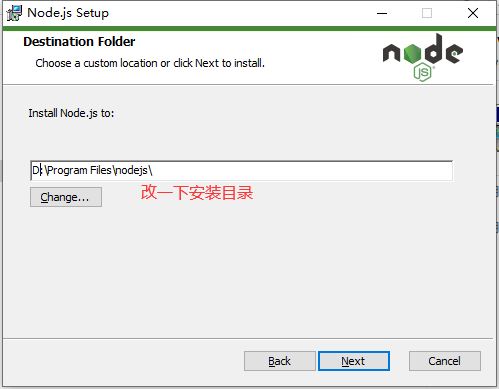 Node.js Setup
Destination Folder
Choose a custom location or click Next to install.
node
JS
Install Node.js to:
D:\Program Files\nodejs\
Change...
改一下安装目录
Back
Next
Cancel